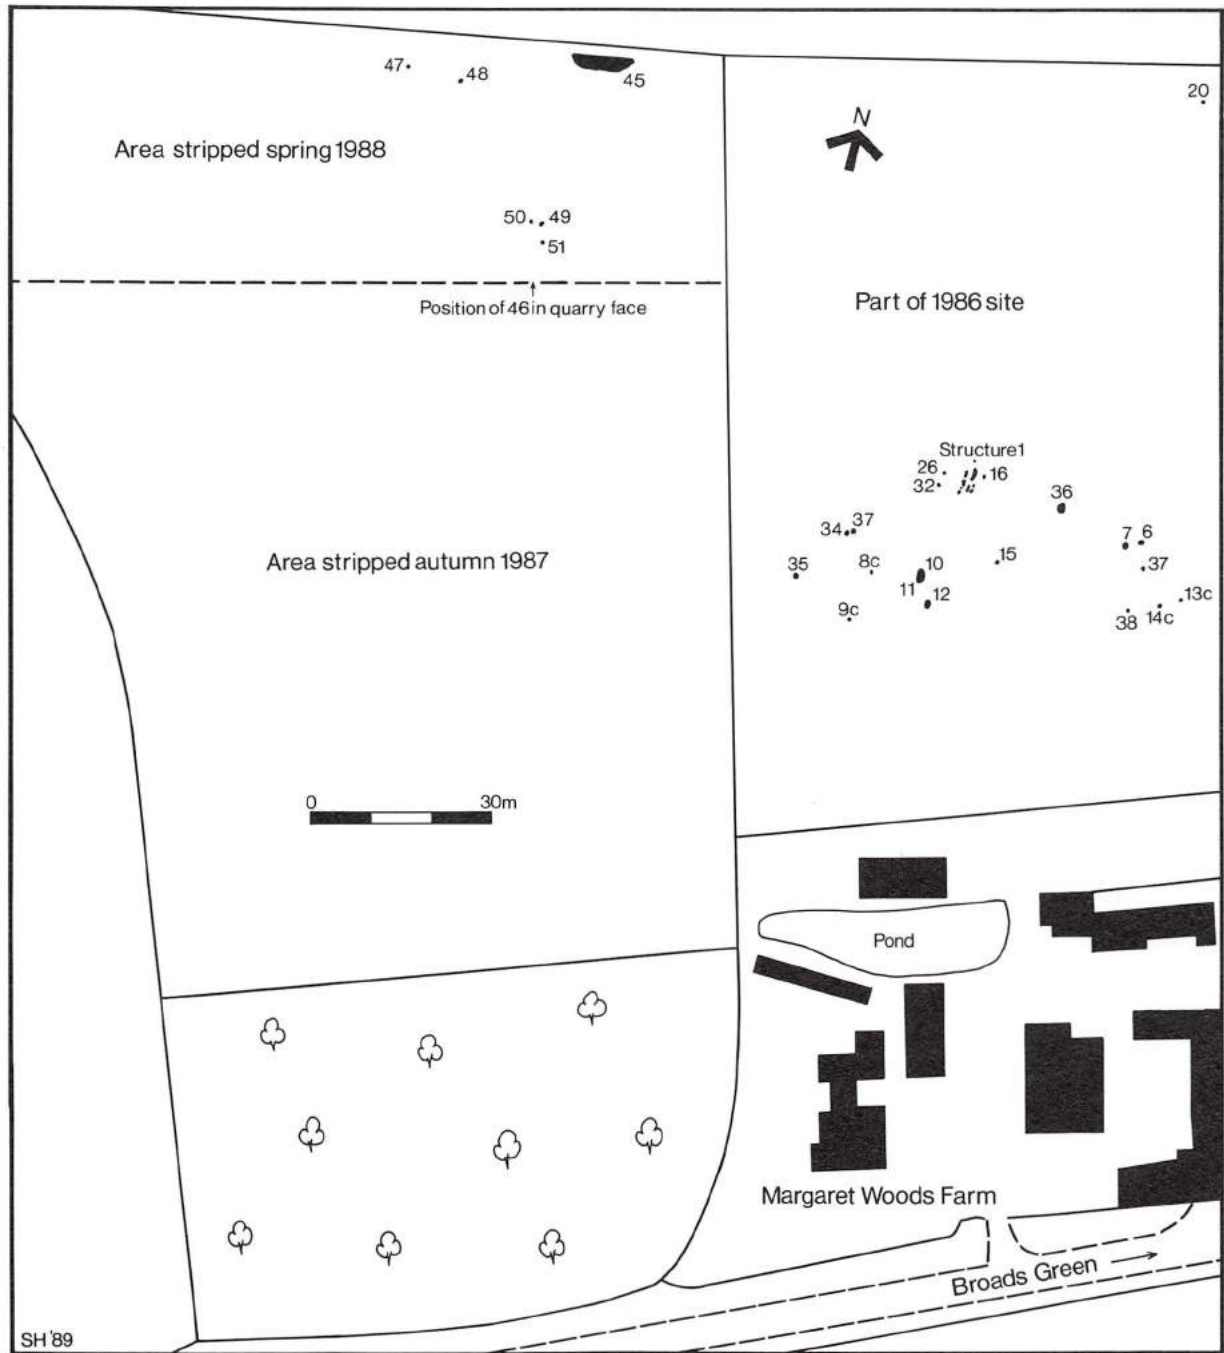 47
48
45
20
N
Area stripped spring 1988
50
49
51
Position of 46 in quarry face
Part of 1986 site
Structure1
26
16
32
36
34
37
7
6
Area stripped autumn 1987
35
8c
10
15
37
11
12
13c
9c
38
14c
0
30m
Pond
Margaret Woods Farm
Broads Green
SH '89